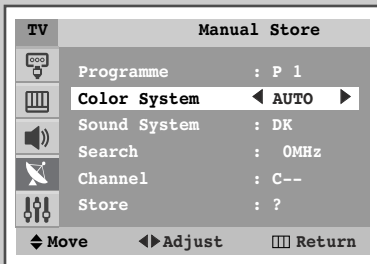 TV Manual Store
Programme : P 1
Color System ◀ AUTO ▶
Sound System : DK
Search : 0MHz
Channel : C--
Store : ?
Move Adjust Return